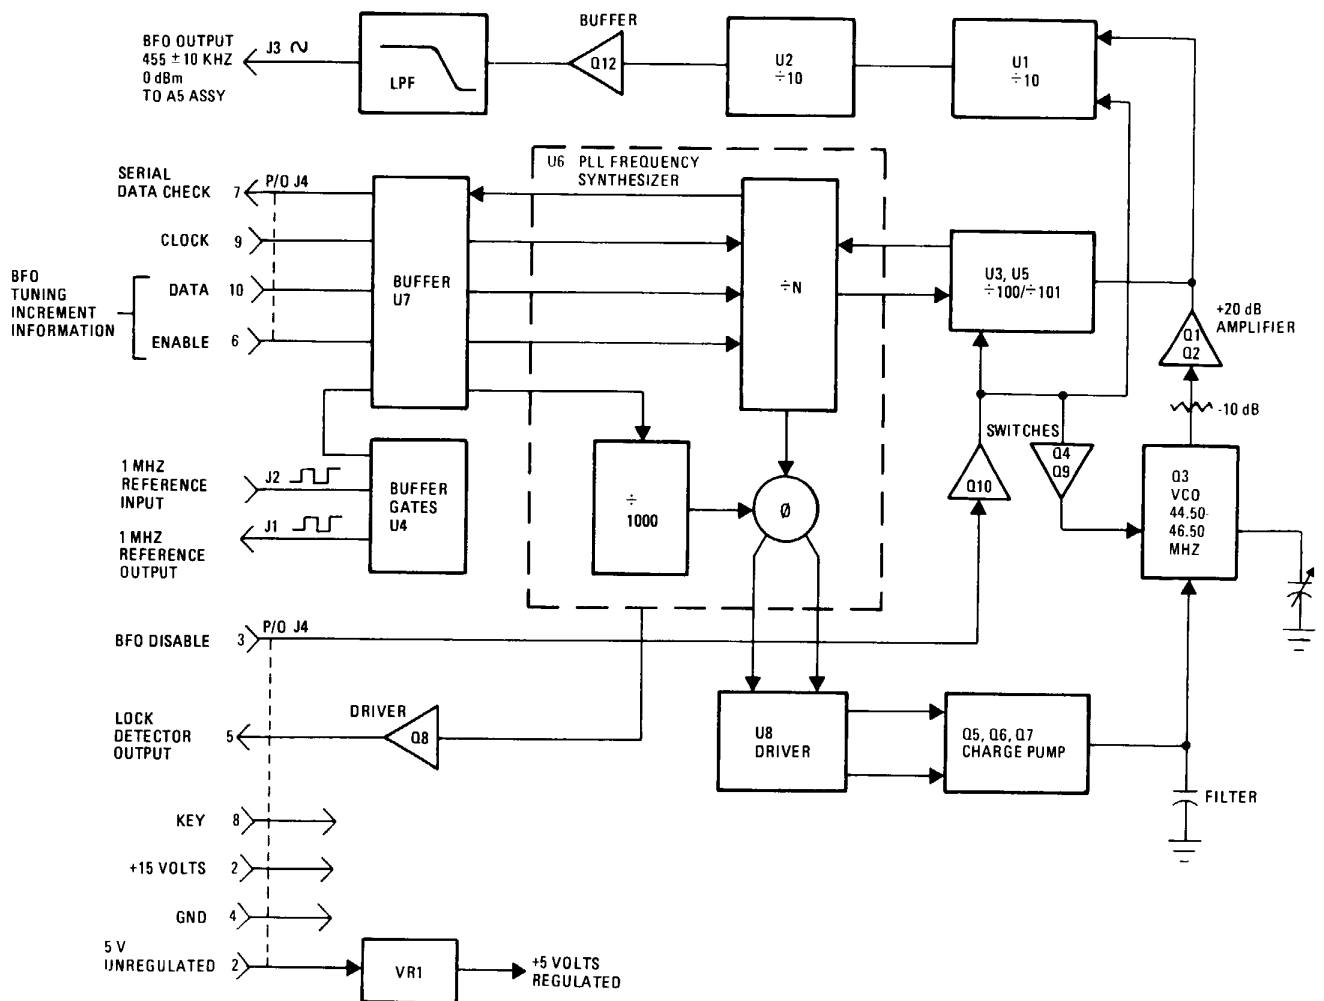 BFO OUTPUT
455 ± 10 KHZ
0 dBm
TO A5 ASSY
J3
LPF
BUFFER
Q12
U2
÷10
U1
÷10
SERIAL
DATA CHECK
7
P/O J4
CLOCK
9
BFO
TUNING
INCREMENT
INFORMATION
DATA
10
ENABLE
6
BUFFER
U7
U6 PLL FREQUENCY
SYNTHESIZER
÷N
U3, U5
÷100/÷101
+20 dB
AMPLIFIER
Q1
Q2
-10 dB
1 MHZ
REFERENCE
INPUT
J2
1 MHZ
REFERENCE
OUTPUT
J1
BUFFER
GATES
U4
÷
1000
Ø
Q10
SWITCHES
Q4
Q9
Q3
VCO
44.50-
46.50
MHZ
BFO DISABLE
3
P/O J4
LOCK
DETECTOR
OUTPUT
5
DRIVER
Q8
U8
DRIVER
Q5, Q6, Q7
CHARGE PUMP
FILTER
KEY
8
+15 VOLTS
2
GND
4
5 V
UNREGULATED
2
VR1
+5 VOLTS
REGULATED